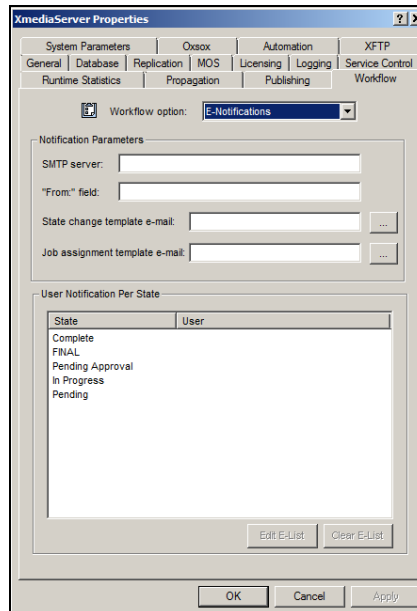 XmediaServer Properties
System Parameters Oxsox Automation XFTP
General Database Replication MOS Licensing Logging Service Control
Runtime Statistics Propagation Publishing Workflow
Workflow option: E-Notifications
Notification Parameters
SMTP server:
"From:" field:
State change template e-mail: ...
Job assignment template e-mail: ...
User Notification Per State
State User
Complete
FINAL
Pending Approval
In Progress
Pending
Edit E-List Clear E-List
OK Cancel Apply